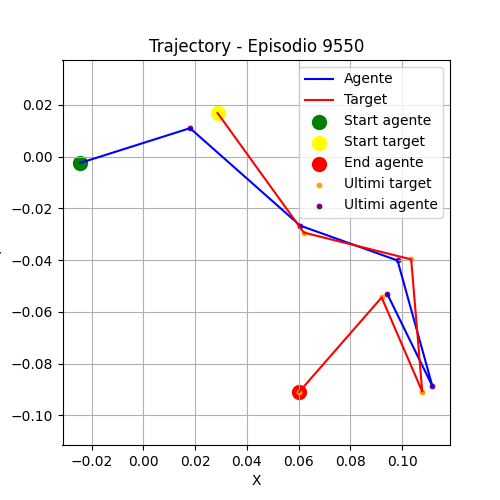 Trajectory - Episodio 9550
Agente
Target
Start agente
Start target
End agente
Ultimi target
Ultimi agente
0.02
0.00
−0.02
−0.04
−0.06
−0.08
−0.10
−0.02
0.00
0.02
0.04
0.06
0.08
0.10
X